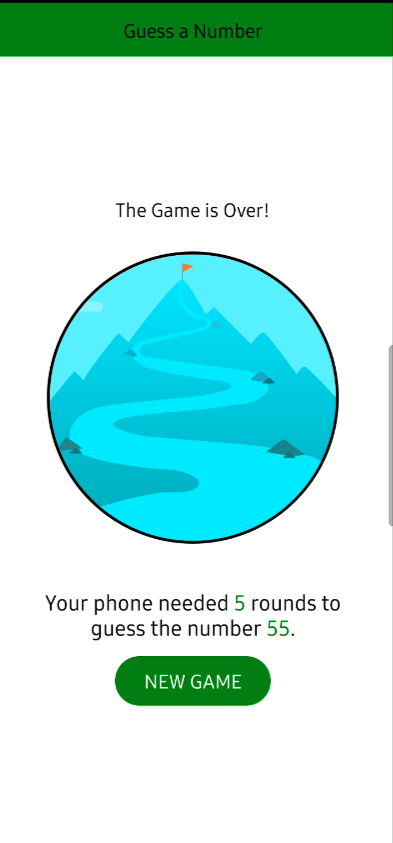 Guess a Number
The Game is Over!
Your phone needed 5 rounds to
guess the number 55.
NEW GAME